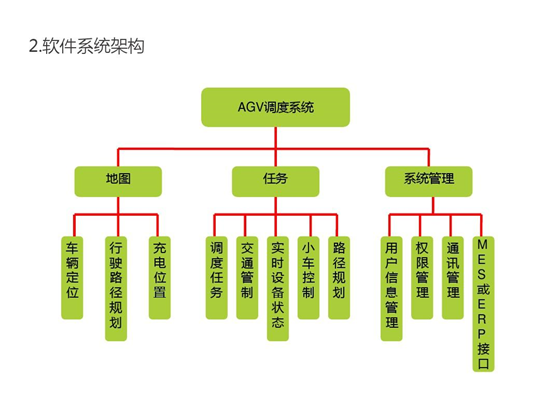 2.软件系统架构
AGV调度系统
地图
任务
系统管理
车辆定位
行驶路径规划
充电位置
调度任务
交通管制
实时设备状态
小车控制
路径规划
用户信息管理
权限管理
通讯管理
MES或ERP接口